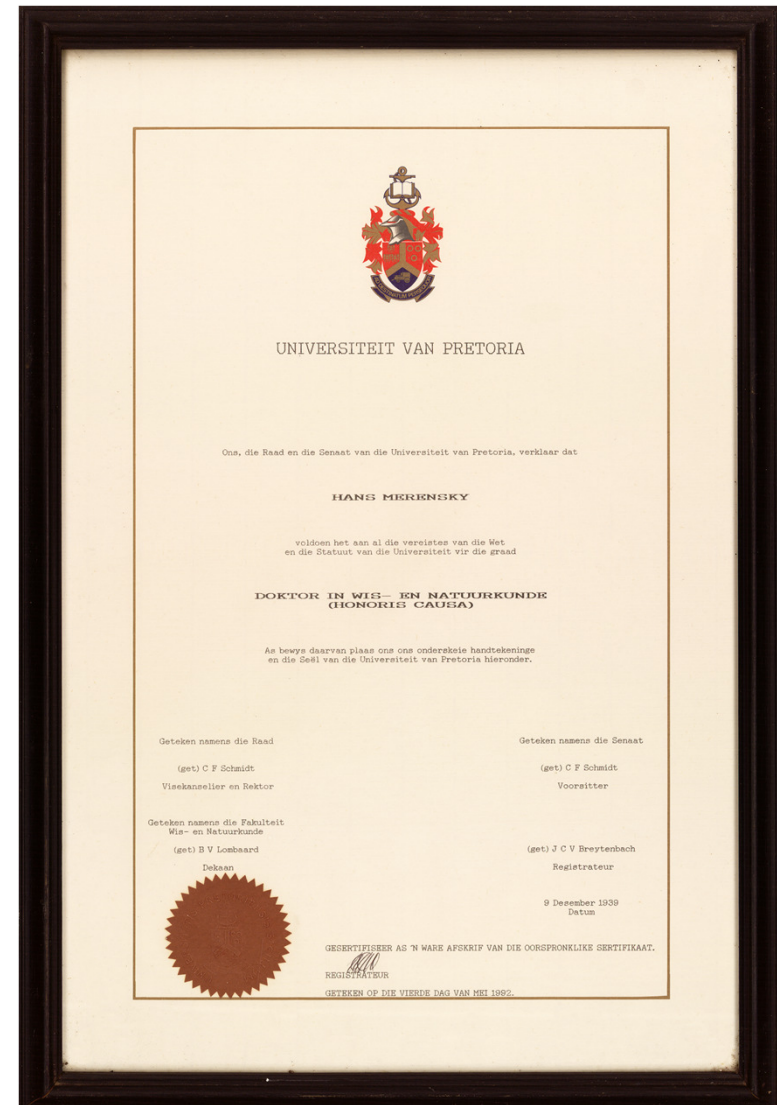 AD DESTINATUM PERSEQUOR
UNIVERSITEIT VAN PRETORIA
Ons, die Raad en die Senaat van die Universiteit van Pretoria, verklaar dat
HANS MERENSKY
voldoen het aan al die vereistes van die Wet
en die Statuut van die Universiteit vir die graad
DOKTOR IN WIS- EN NATUURKUNDE
(HONORIS CAUSA)
As bewys daarvan plaas ons ons onderskeie handtekeninge
en die Seël van die Universiteit van Pretoria hieronder.
Geteken namens die Raad
(get) C F Schmidt
Visekanselier en Rektor
Geteken namens die Senaat
(get) C F Schmidt
Voorsitter
Geteken namens die Fakulteit
Wis- en Natuurkunde
(get) B V Lombaard
Dekaan
(get) J C V Breytenbach
Registrateur
9 Desember 1939
Datum
GESERTIFISEER AS 'N WARE AFSKRIF VAN DIE OORSPRONKLIKE SERTIFIKAAT.
REGISTRATEUR
GETEKEN OP DIE VIERDE DAG VAN MEI 1992.